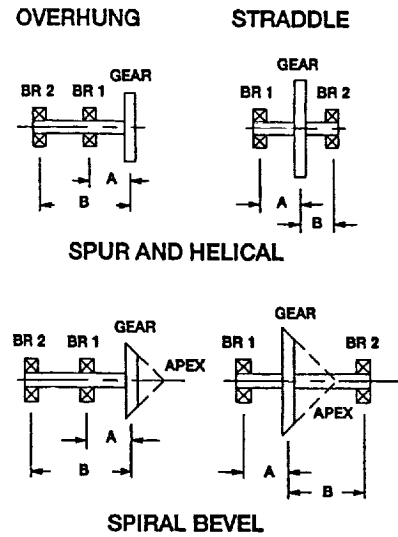 OVERHUNG STRADDLE
GEAR GEAR
BR 2 BR 1 BR 1 BR 2
A A
B B
SPUR AND HELICAL
GEAR GEAR
BR 2 BR 1 BR 1 BR 2
APEX APEX
A A
B B
SPIRAL BEVEL